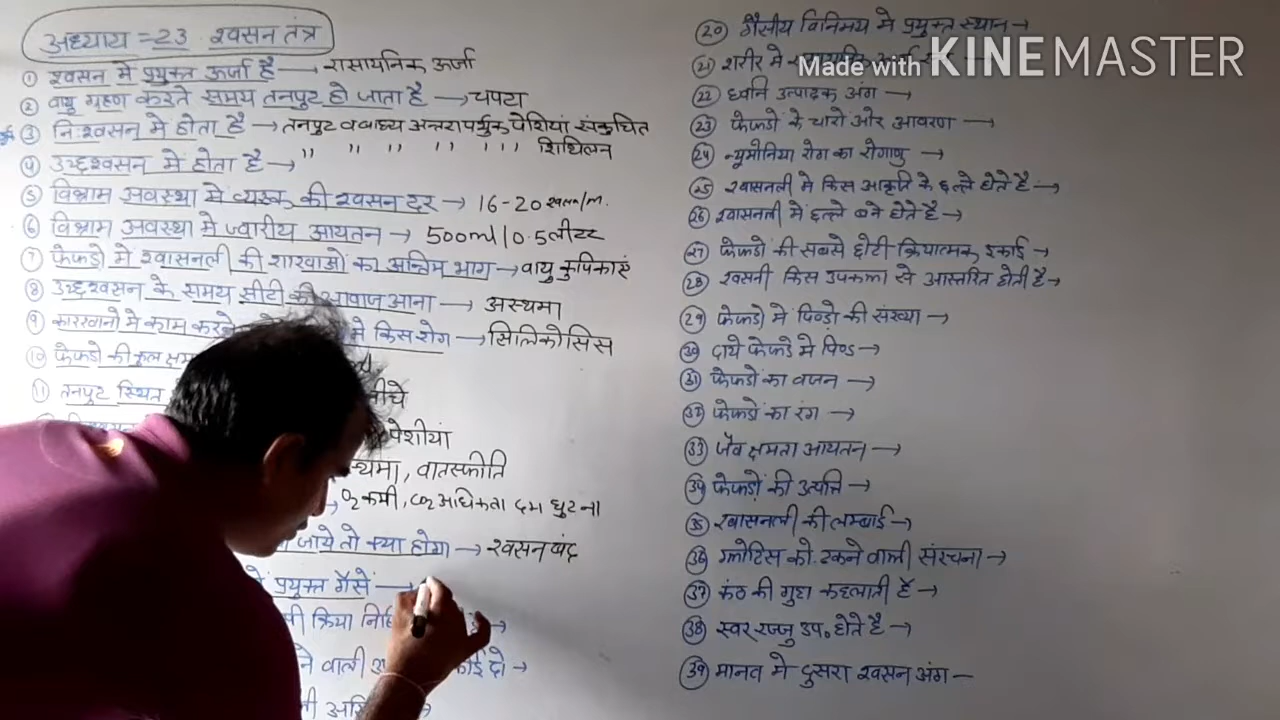 अध्याय = 23 श्वसन तंत्र
① श्वसन मे प्रयुक्त ऊर्जा है → रासायनिक ऊर्जा
② वायु ग्रहण करते समय तनपुट हो जाता है → चपटा
③ निःश्वसन मे होता है → तनपुट व बाह्य अन्तरापर्शुक पेशियां संकुचित
④ उच्छश्वसन मे होता है → " " " " " " शिथिलन
⑤ विश्राम अवस्था मे व्यस्क की श्वसन दर → 16-20 श्वास/m.
⑥ विश्राम अवस्था मे ज्वारीय आयतन → 500ml/0.5लीटर
⑦ फेफडो मे श्वासनली की शाखाओं का अन्तिम भाग → वायु कुपिकाएं
⑧ उच्छश्वसन के समय सीटी की आवाज आना → अस्थमा
⑨ कारखानो मे काम करने मे किस रोग → सिलिकोसिस
⑩ फेफडो की कुल
⑪ तनपुट स्थित नीचे
पेशीयां
अस्थमा, वातस्फीति
O2 कमी, CO2 आधिकता दम घुटना
जाये तो क्या होगा → श्वसन बंद
प्रयुक्त गैसें →
क्रिया →
वाली दो →
⑳ गैसीय विनिमय मे प्रयुक्त स्थान →
㉑ शरीर मे
㉒ ध्वनि उत्पादक अंग →
㉓ फेफडो के चारो ओर आवरण →
㉔ न्यूमोनिया रोग का रोगाणु →
㉕ श्वासनली मे किस आकृति के छल्ले होते है →
㉖ श्वासनली मे छल्ले बने होते है →
㉗ फेफडो की सबसे छोटी क्रियात्मक इकाई →
㉘ श्वसनी किस उपकला से आस्तरित होती है →
㉙ फेफडो मे पिण्डो की संख्या →
㉚ दाये फेफडे मे पिण्ड →
㉛ फेफडो का वजन →
㉜ फेफडो का रंग →
㉝ जैव क्षमता आयतन →
㉞ फेफडों की उत्पत्ति →
㉟ श्वासनली की लम्बाई →
㊱ ग्लोटिस को ढकने वाली संरचना →
㊲ कंठ की गुहा कहलाती है →
㊳ स्वर रज्जु उप. होते है →
㊴ मानव मे दुसरा श्वसन अंग —
Made with KINEMASTER